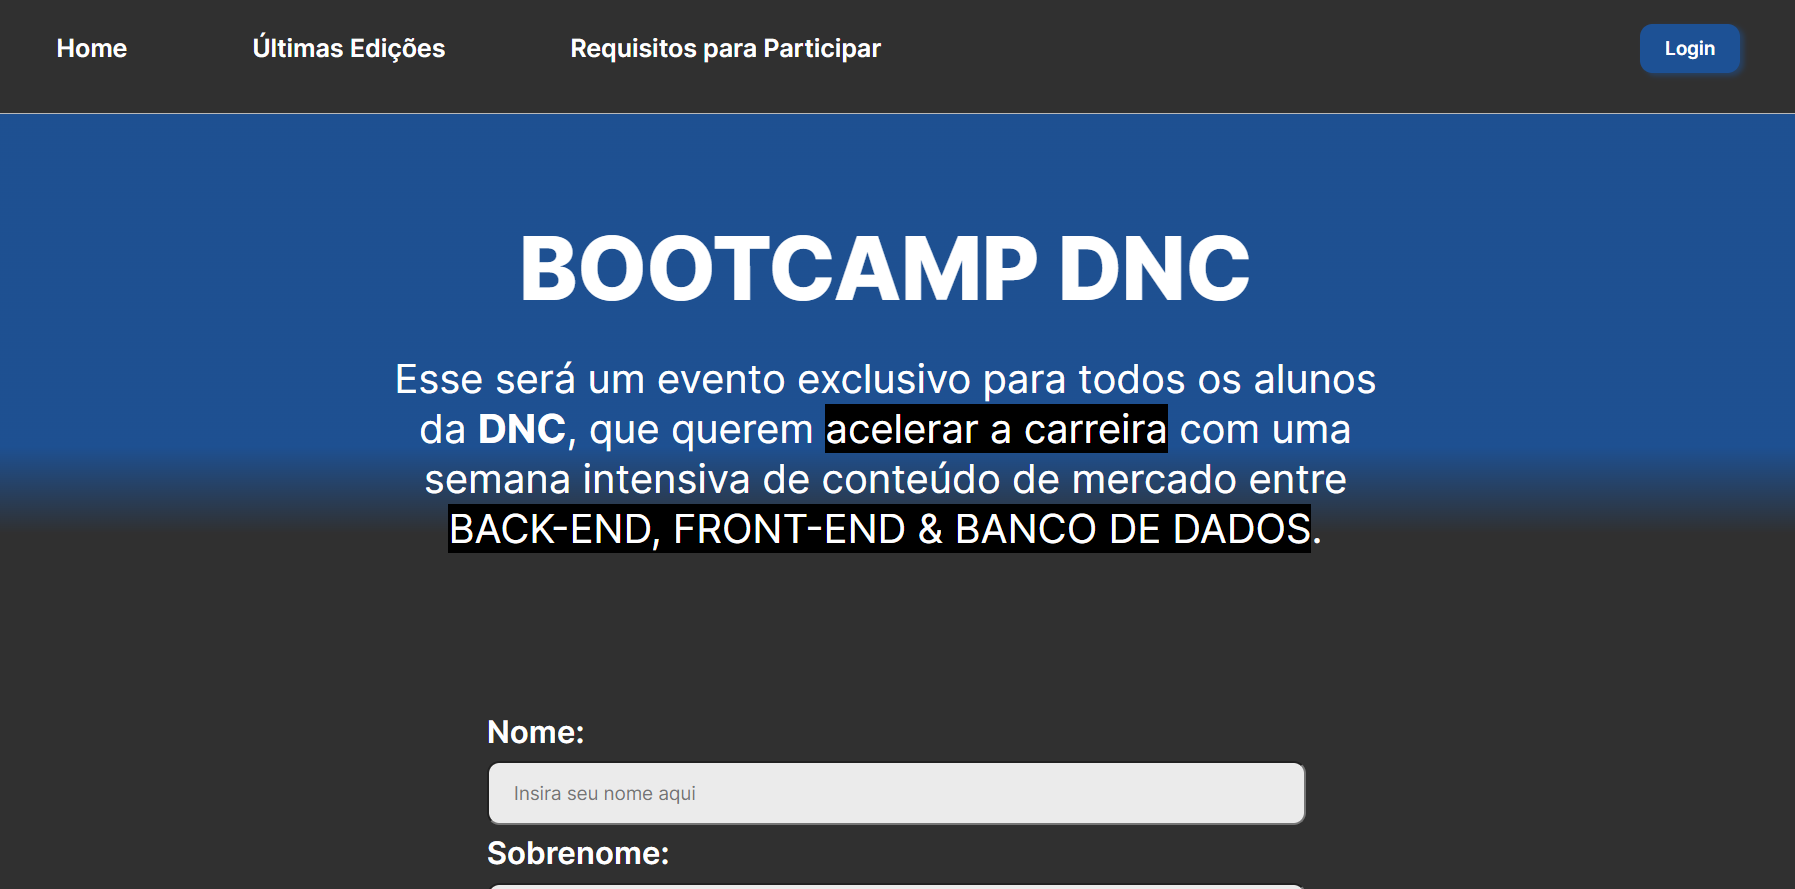 Home Últimas Edições Requisitos para Participar Login
BOOTCAMP DNC
Esse será um evento exclusivo para todos os alunos
da DNC, que querem acelerar a carreira com uma
semana intensiva de conteúdo de mercado entre
BACK-END, FRONT-END & BANCO DE DADOS.
Nome:
Insira seu nome aqui
Sobrenome: